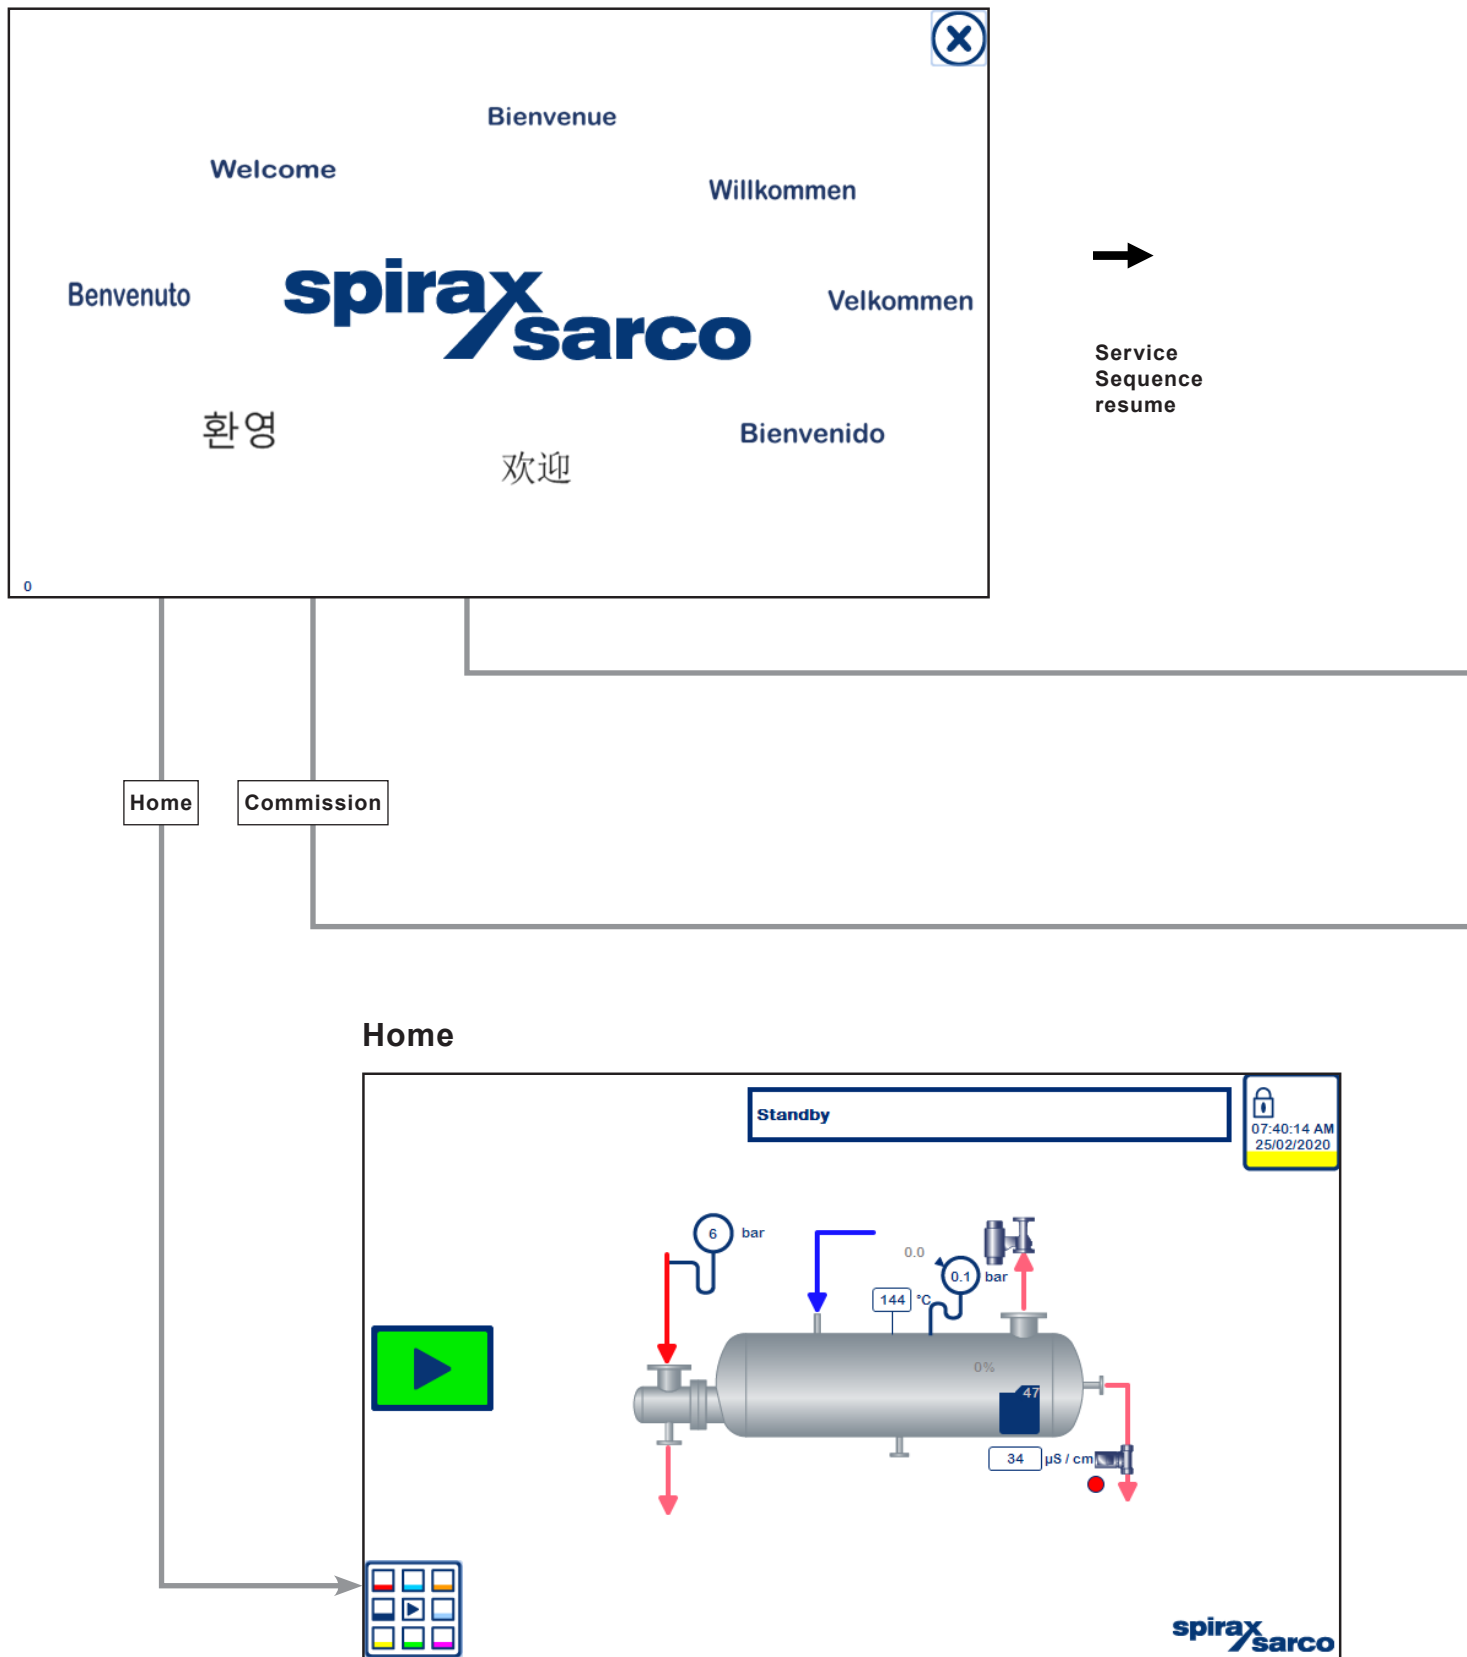 Bienvenue
Welcome
Willkommen
spirax
sarco
Benvenuto
Velkommen
Service
Sequence
resume
환영
Bienvenido
欢迎
0
Home
Commission
Home
Standby
07:40:14 AM
25/02/2020
6 bar
0.0
0.1 bar
144 °C
0%
47
34 µS / cm
spirax
sarco